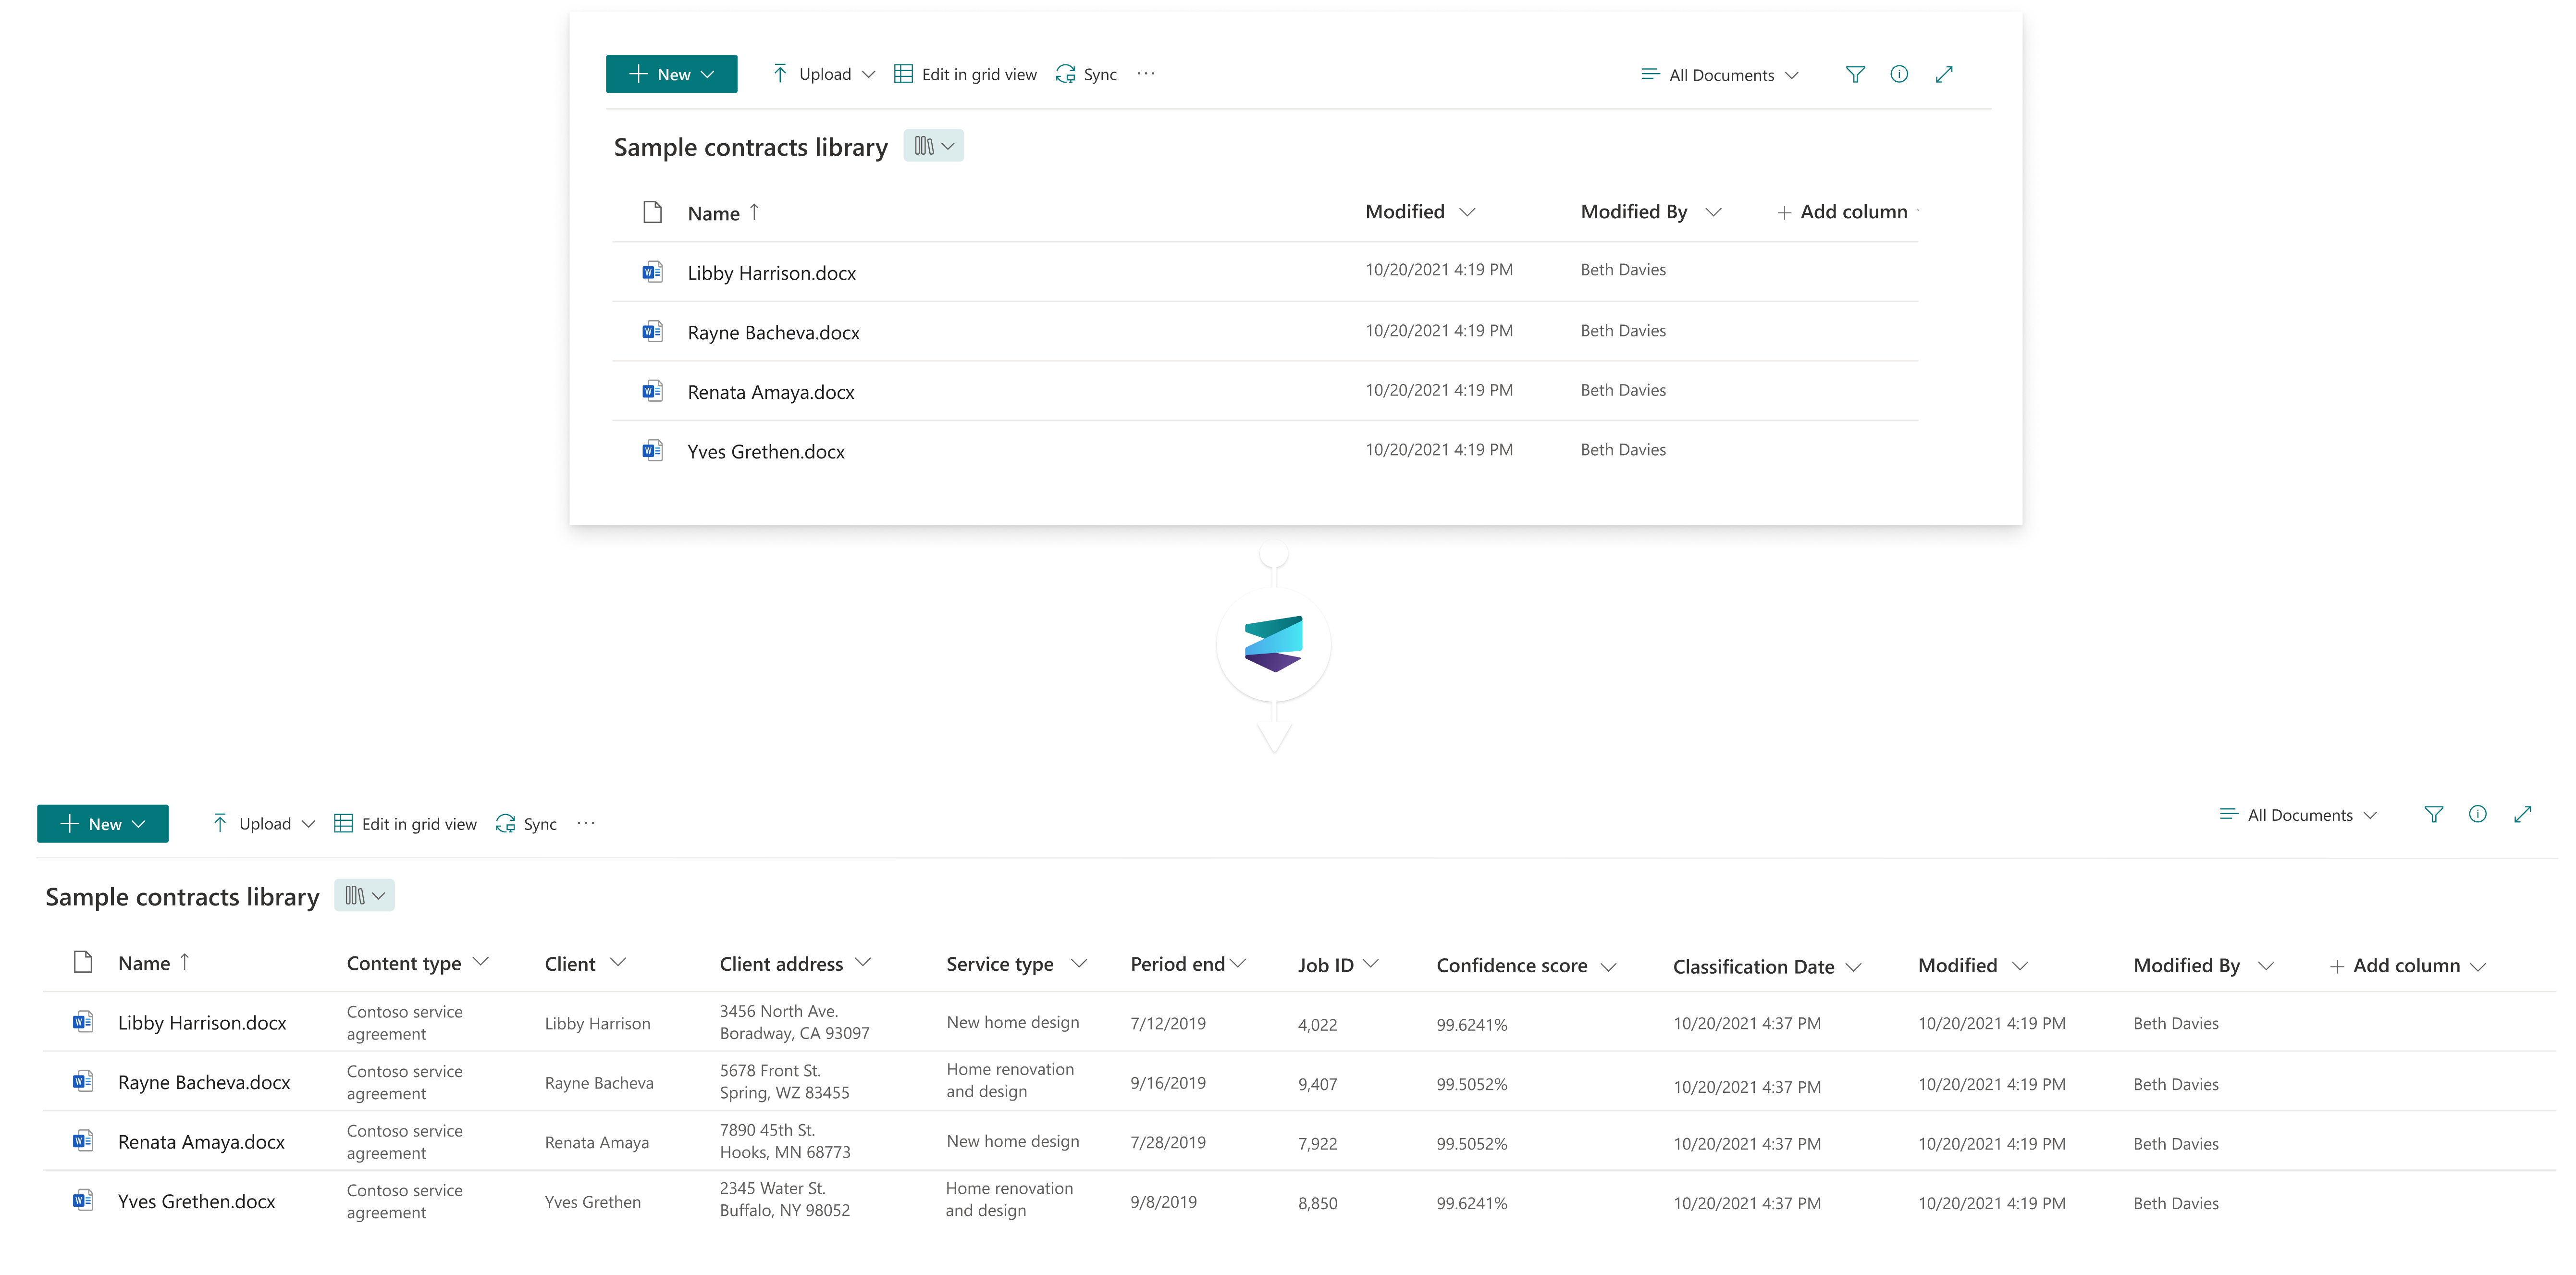 New
Upload
Edit in grid view
Sync
All Documents
Sample contracts library
Name Modified Modified By Add column
Libby Harrison.docx 10/20/2021 4:19 PM Beth Davies
Rayne Bacheva.docx 10/20/2021 4:19 PM Beth Davies
Renata Amaya.docx 10/20/2021 4:19 PM Beth Davies
Yves Grethen.docx 10/20/2021 4:19 PM Beth Davies
New
Upload
Edit in grid view
Sync
All Documents
Sample contracts library
Name Content type Client Client address Service type Period end Job ID Confidence score Classification Date Modified Modified By Add column
Libby Harrison.docx
Contoso service
agreement
Libby Harrison
3456 North Ave.
Boradway, CA 93097
New home design
7/12/2019
4,022
99.6241%
10/20/2021 4:37 PM
10/20/2021 4:19 PM
Beth Davies
Rayne Bacheva.docx
Contoso service
agreement
Rayne Bacheva
5678 Front St.
Spring, WZ 83455
Home renovation
and design
9/16/2019
9,407
99.5052%
10/20/2021 4:37 PM
10/20/2021 4:19 PM
Beth Davies
Renata Amaya.docx
Contoso service
agreement
Renata Amaya
7890 45th St.
Hooks, MN 68773
New home design
7/28/2019
7,922
99.5052%
10/20/2021 4:37 PM
10/20/2021 4:19 PM
Beth Davies
Yves Grethen.docx
Contoso service
agreement
Yves Grethen
2345 Water St.
Buffalo, NY 98052
Home renovation
and design
9/8/2019
8,850
99.6241%
10/20/2021 4:37 PM
10/20/2021 4:19 PM
Beth Davies